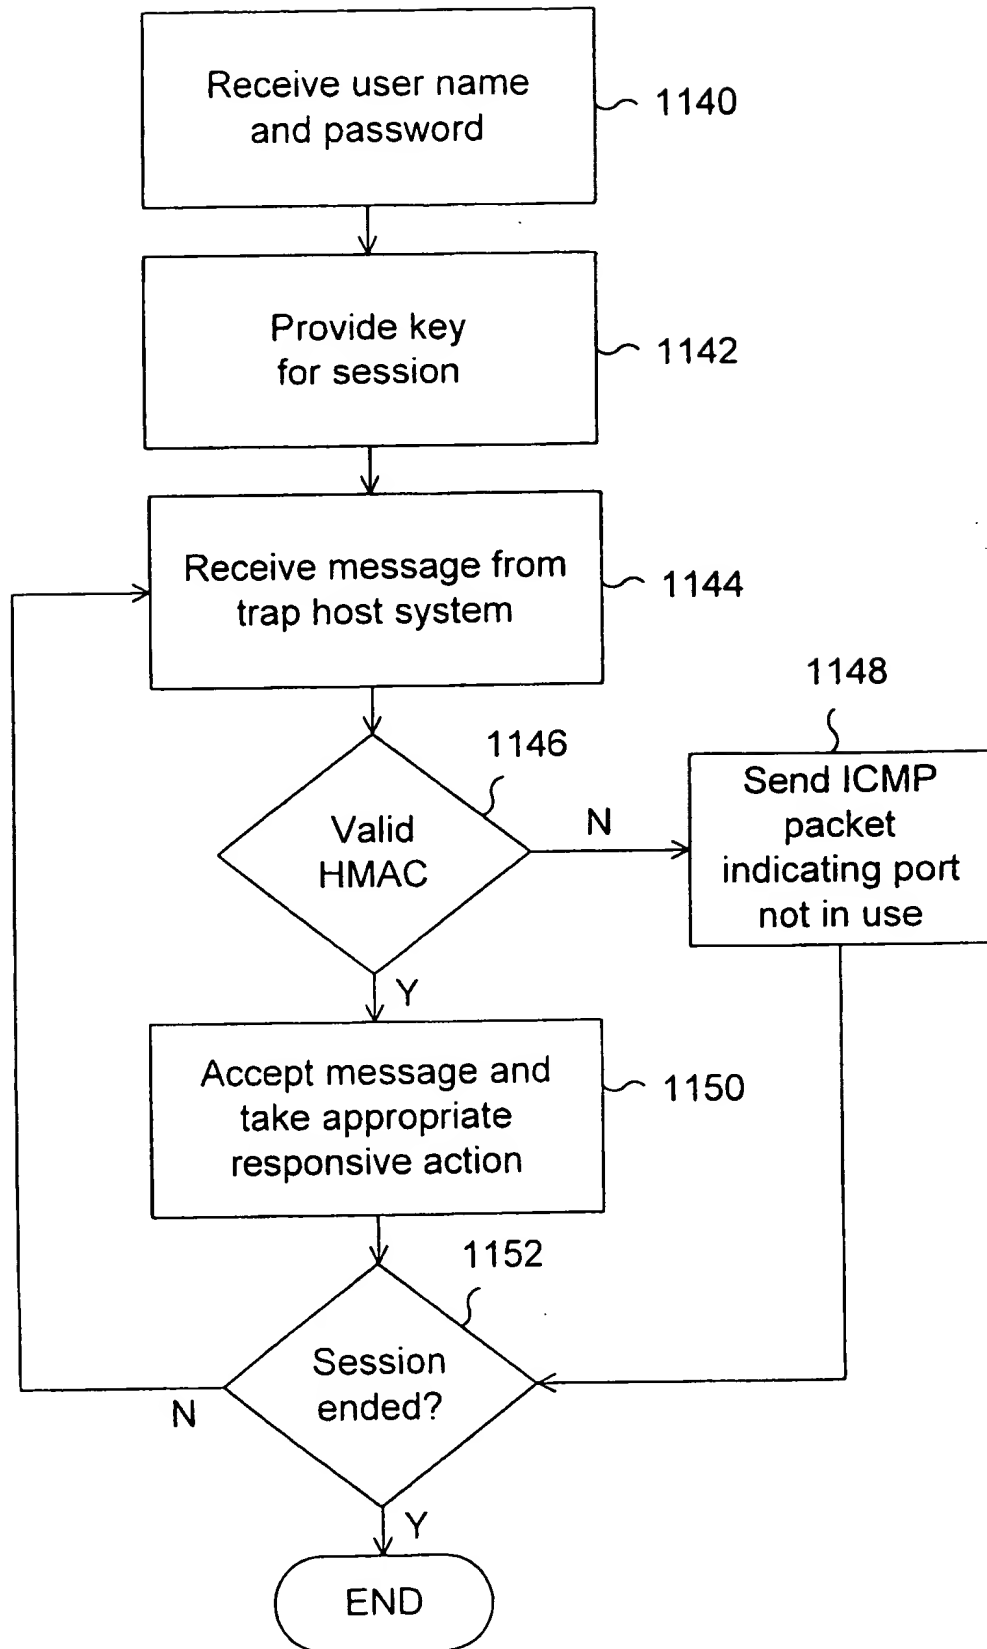 Receive user name
and password
1140
Provide key
for session
1142
Receive message from
trap host system
1144
1148
1146
Valid
HMAC
N
Send ICMP
packet
indicating port
not in use
Y
Accept message and
take appropriate
responsive action
1150
1152
Session
ended?
N
Y
END